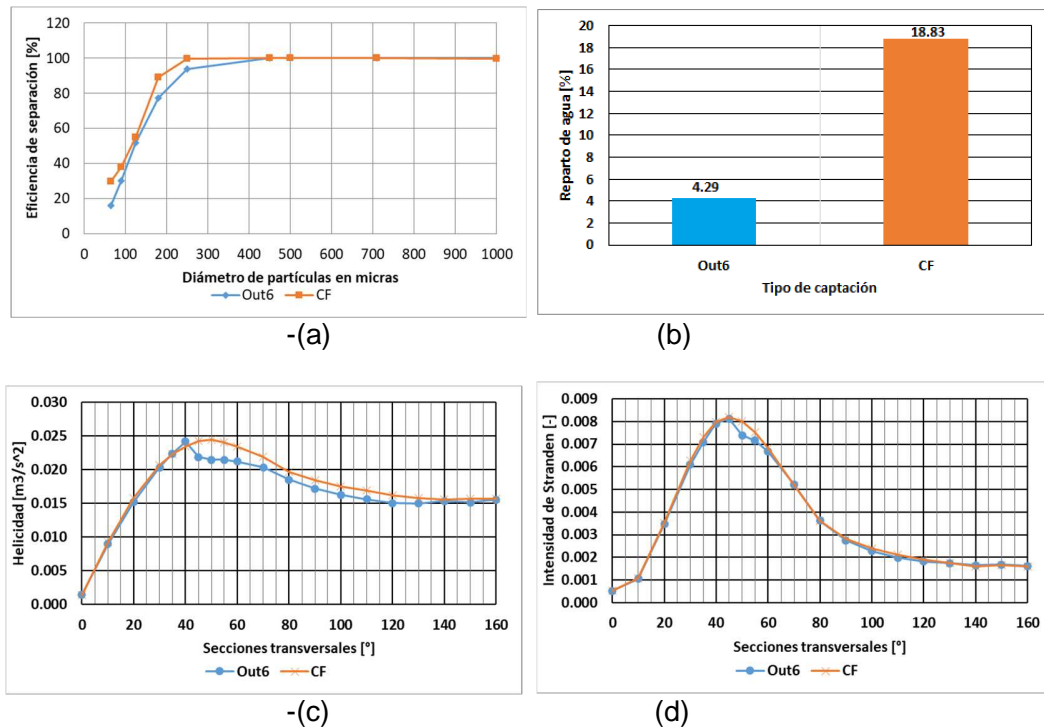 120
100
80
60
40
20
0
Eficiencia de separación [%]
0 100 200 300 400 500 600 700 800 900 1000
Diámetro de partículas en micras
Out6 CF
-(a)
20
18
16
14
12
10
8
6
4
2
0
Reparto de agua [%]
4.29
18.83
Out6 CF
Tipo de captación
(b)
0.030
0.025
0.020
0.015
0.010
0.005
0.000
Helicidad [m3/s^2]
0 20 40 60 80 100 120 140 160
Secciones transversales [°]
Out6 CF
-(c)
0.009
0.008
0.007
0.006
0.005
0.004
0.003
0.002
0.001
0.000
Intensidad de Stranden [-]
0 20 40 60 80 100 120 140 160
Secciones transversales [°]
Out6 CF
(d)